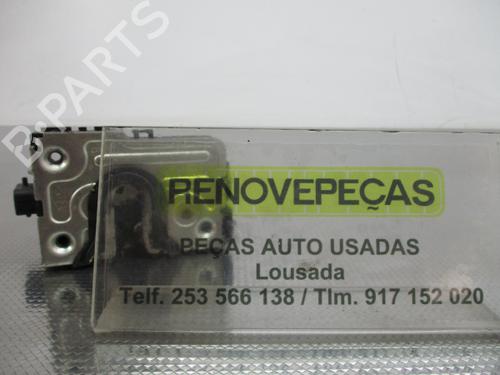 B-PARTS
RENOVEPEÇAS
PEÇAS AUTO USADAS
Lousada
Telf. 253 566 138 / Tlm. 917 152 020